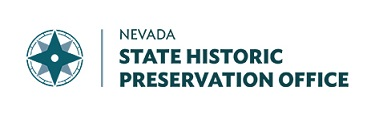 NEVADA
STATE HISTORIC
PRESERVATION OFFICE